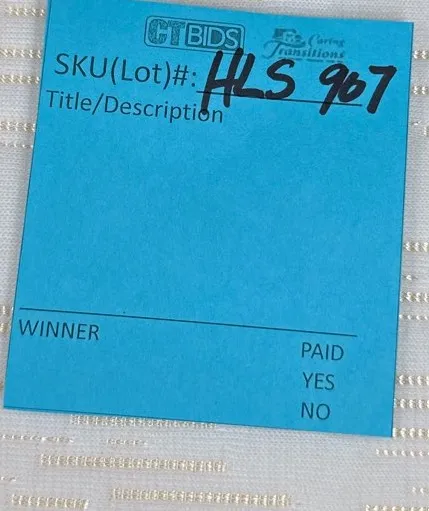 CTBIDS Caring Transitions
SKU(Lot)#: HLS 907
Title/Description
WINNER
PAID
YES
NO